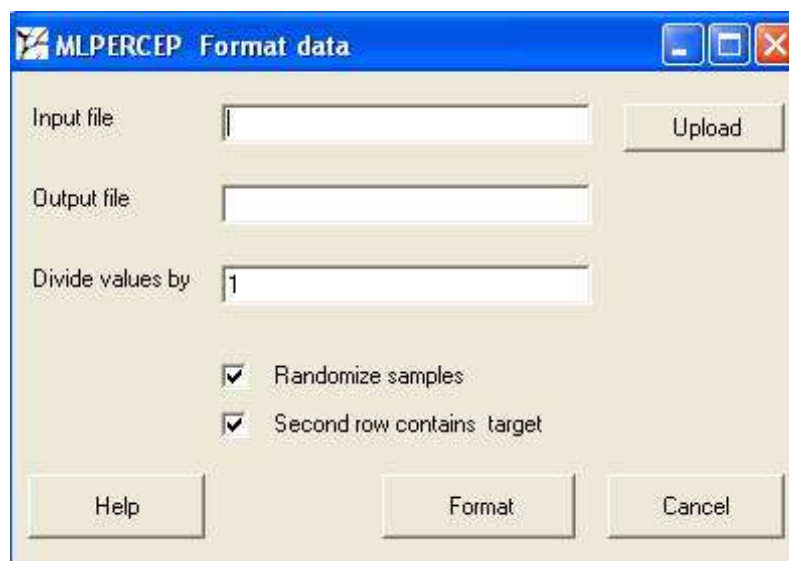 MLPERCEP Format data
Input file
Upload
Output file
Divide values by
1
Randomize samples
Second row contains target
Help
Format
Cancel